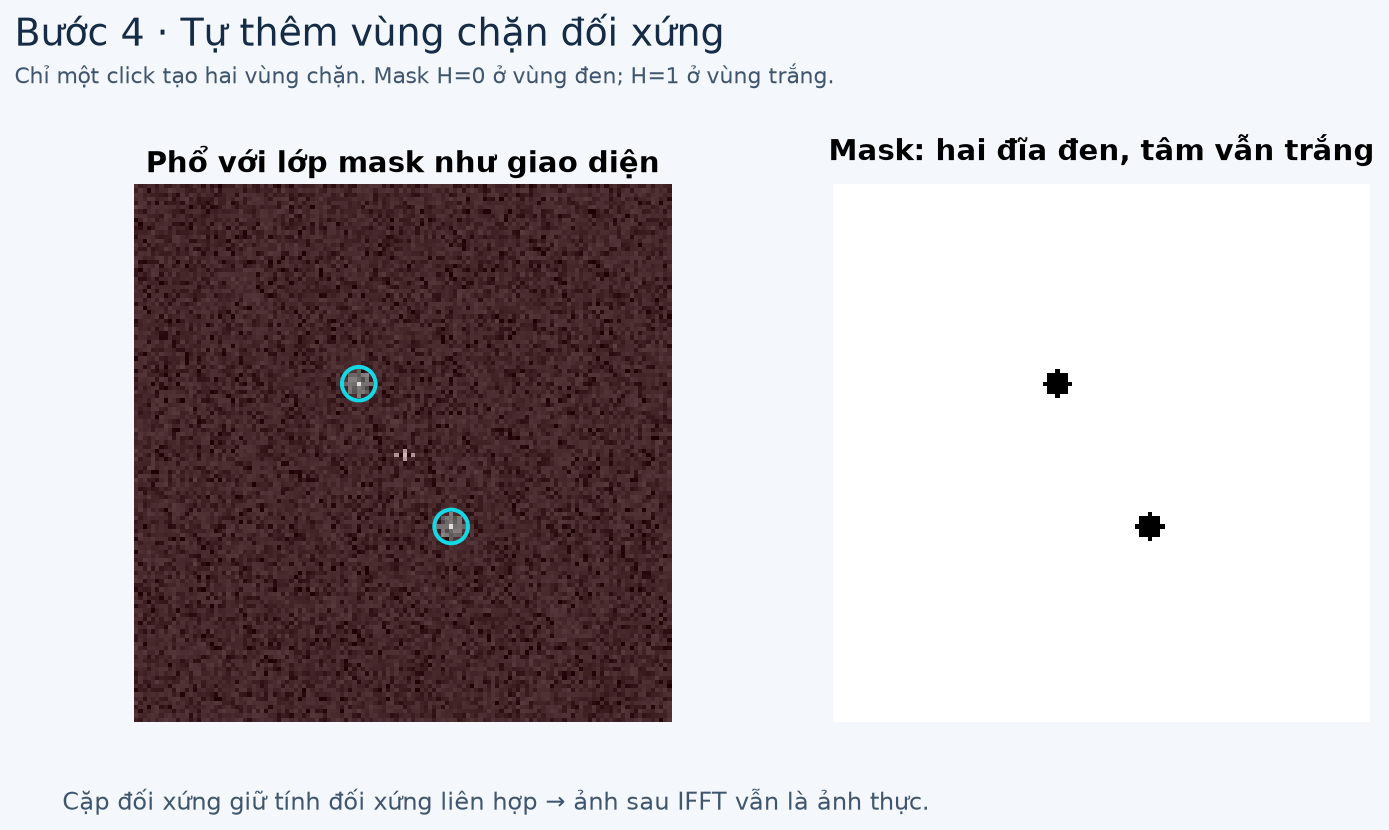 Bước 4 · Tự thêm vùng chặn đối xứng
Chỉ một click tạo hai vùng chặn. Mask H=0 ở vùng đen; H=1 ở vùng trắng.
Phổ với lớp mask như giao diện
Mask: hai đĩa đen, tâm vẫn trắng
Cặp đối xứng giữ tính đối xứng liên hợp → ảnh sau IFFT vẫn là ảnh thực.